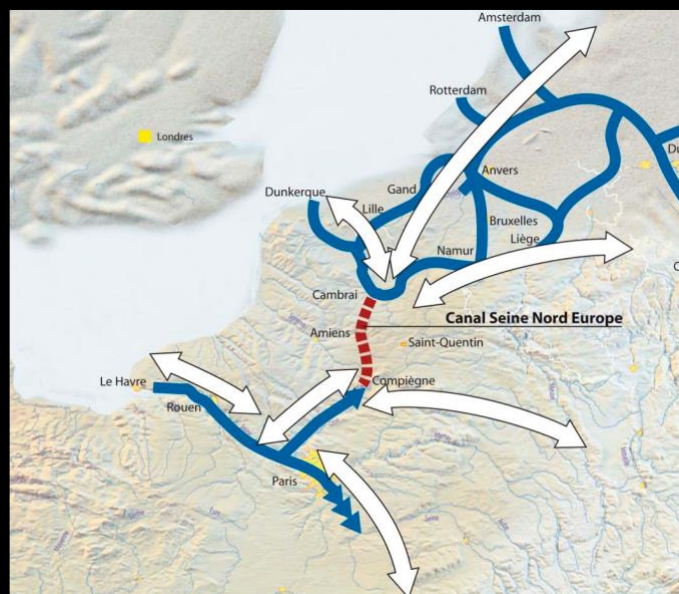 Amsterdam
Rotterdam
Londres
Du
Anvers
Gand
Dunkerque
Lille
Bruxelles
Liège
Namur
C
Cambrai
Canal Seine Nord Europe
Amiens
Saint-Quentin
Le Havre
Compiègne
Rouen
Paris